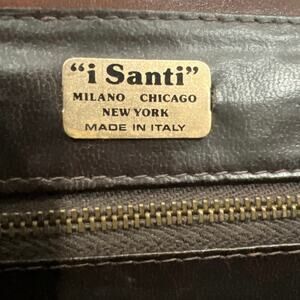 “i Santi”
MILANO CHICAGO
NEW YORK
MADE IN ITALY